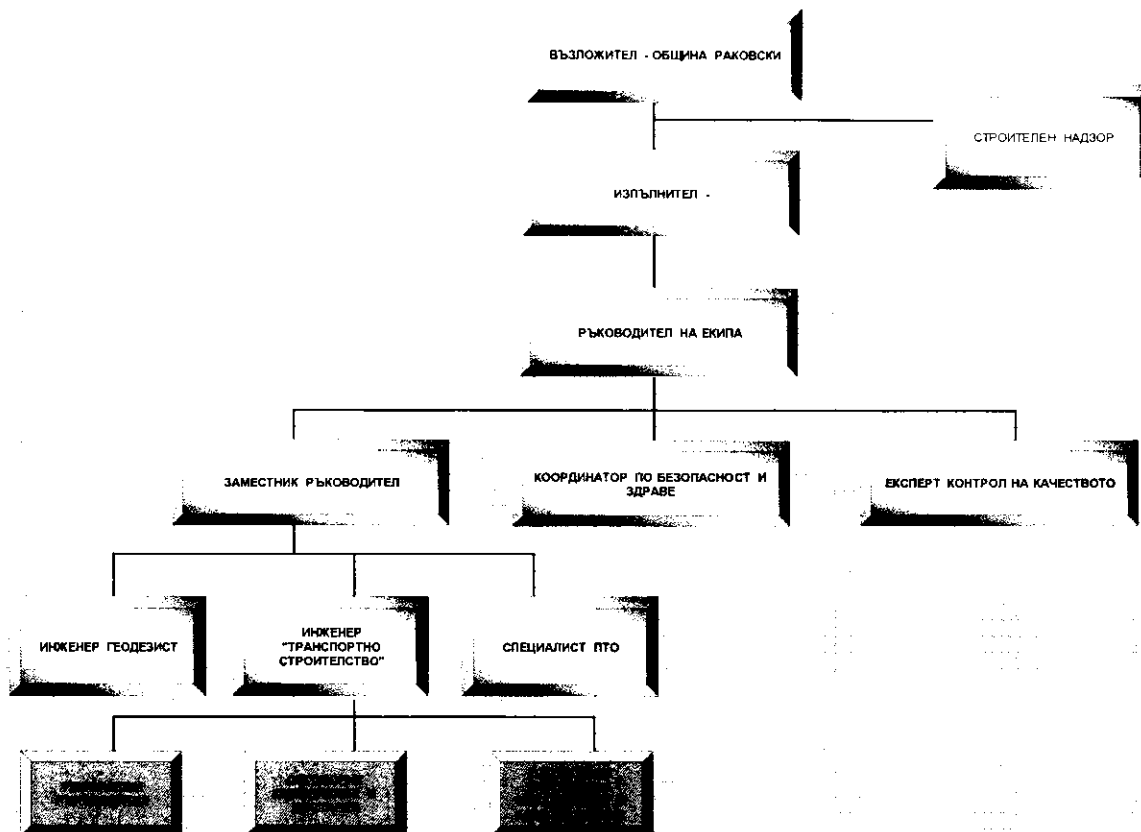 ВЪЗЛОЖИТЕЛ - ОБЩИНА РАКОВСКИ
СТРОИТЕЛЕН НАДЗОР
ИЗПЪЛНИТЕЛ -
РЪКОВОДИТЕЛ НА ЕКИПА
ЗАМЕСТНИК РЪКОВОДИТЕЛ
КООРДИНАТОР ПО БЕЗОПАСНОСТ И
ЗДРАВЕ
ЕКСПЕРТ КОНТРОЛ НА КАЧЕСТВОТО
ИНЖЕНЕР ГЕОДЕЗИСТ
ИНЖЕНЕР
"ТРАНСПОРТНО
СТРОИТЕЛСТВО"
СПЕЦИАЛИСТ ПТО